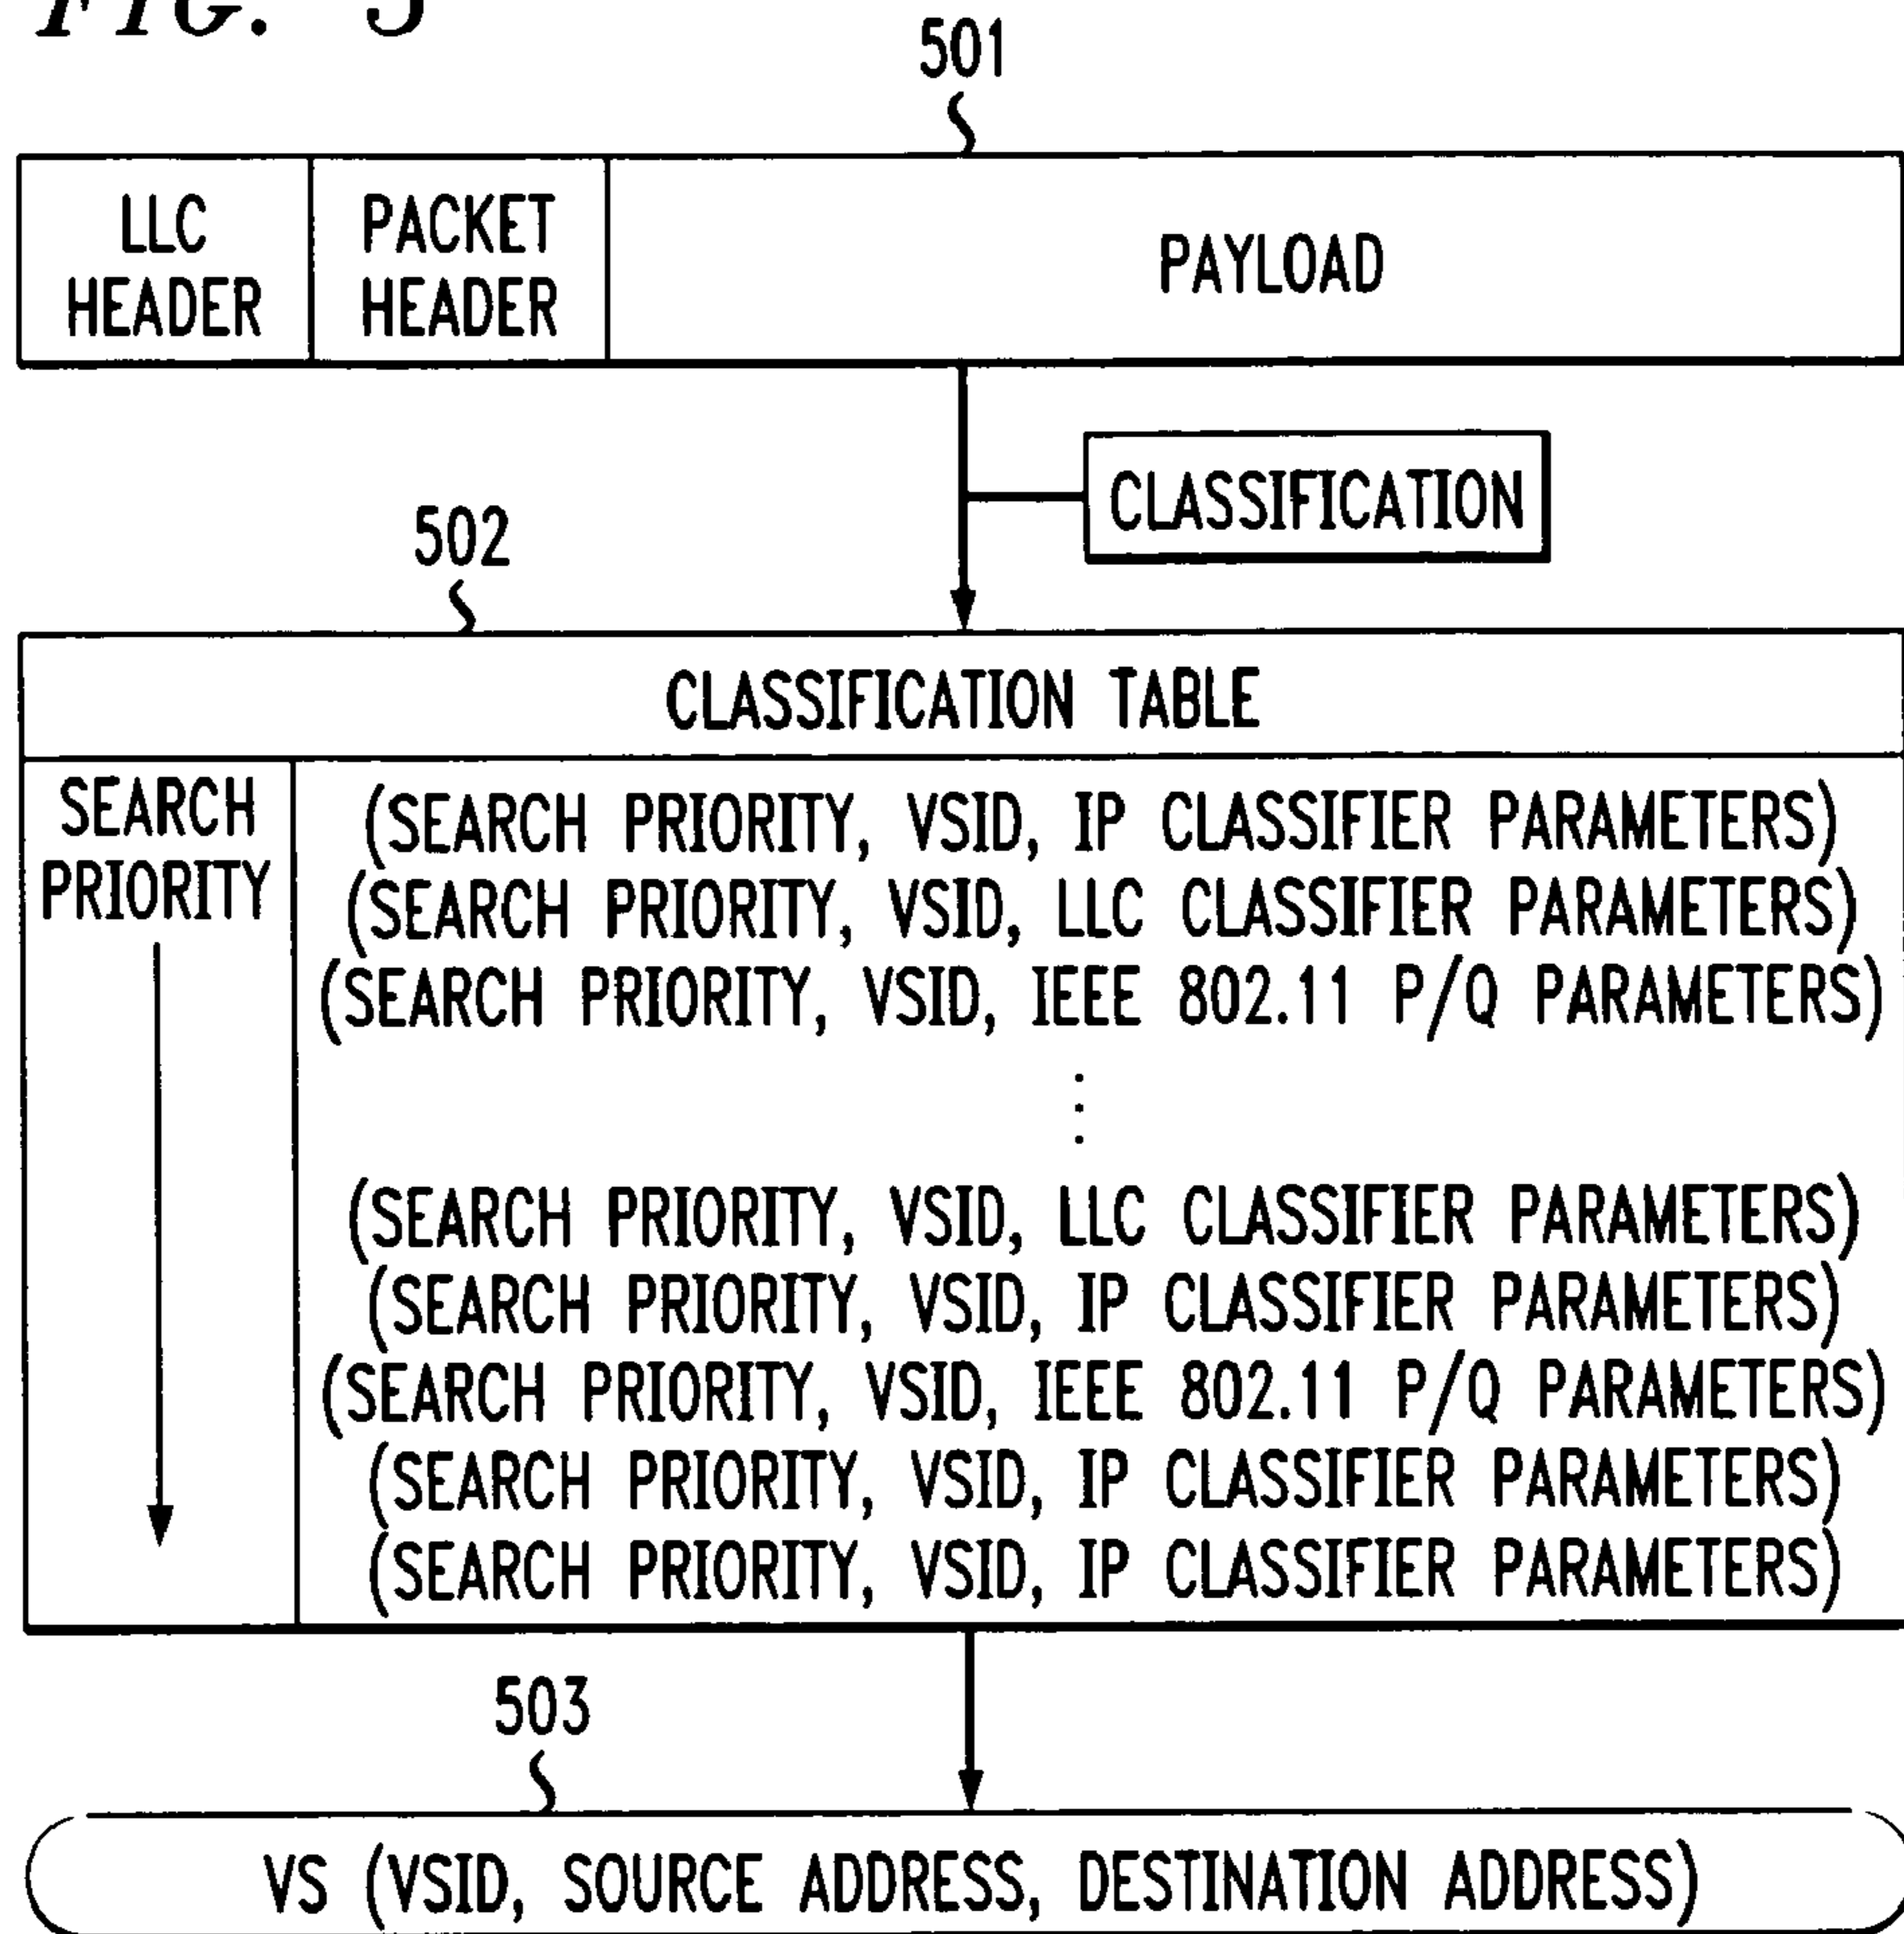 FIG. 5
501
LLC HEADER
PACKET HEADER
PAYLOAD
CLASSIFICATION
502
CLASSIFICATION TABLE
SEARCH PRIORITY
(SEARCH PRIORITY, VSID, IP CLASSIFIER PARAMETERS)
(SEARCH PRIORITY, VSID, LLC CLASSIFIER PARAMETERS)
(SEARCH PRIORITY, VSID, IEEE 802.11 P/Q PARAMETERS)
(SEARCH PRIORITY, VSID, LLC CLASSIFIER PARAMETERS)
(SEARCH PRIORITY, VSID, IP CLASSIFIER PARAMETERS)
(SEARCH PRIORITY, VSID, IEEE 802.11 P/Q PARAMETERS)
(SEARCH PRIORITY, VSID, IP CLASSIFIER PARAMETERS)
(SEARCH PRIORITY, VSID, IP CLASSIFIER PARAMETERS)
503
VS (VSID, SOURCE ADDRESS, DESTINATION ADDRESS)